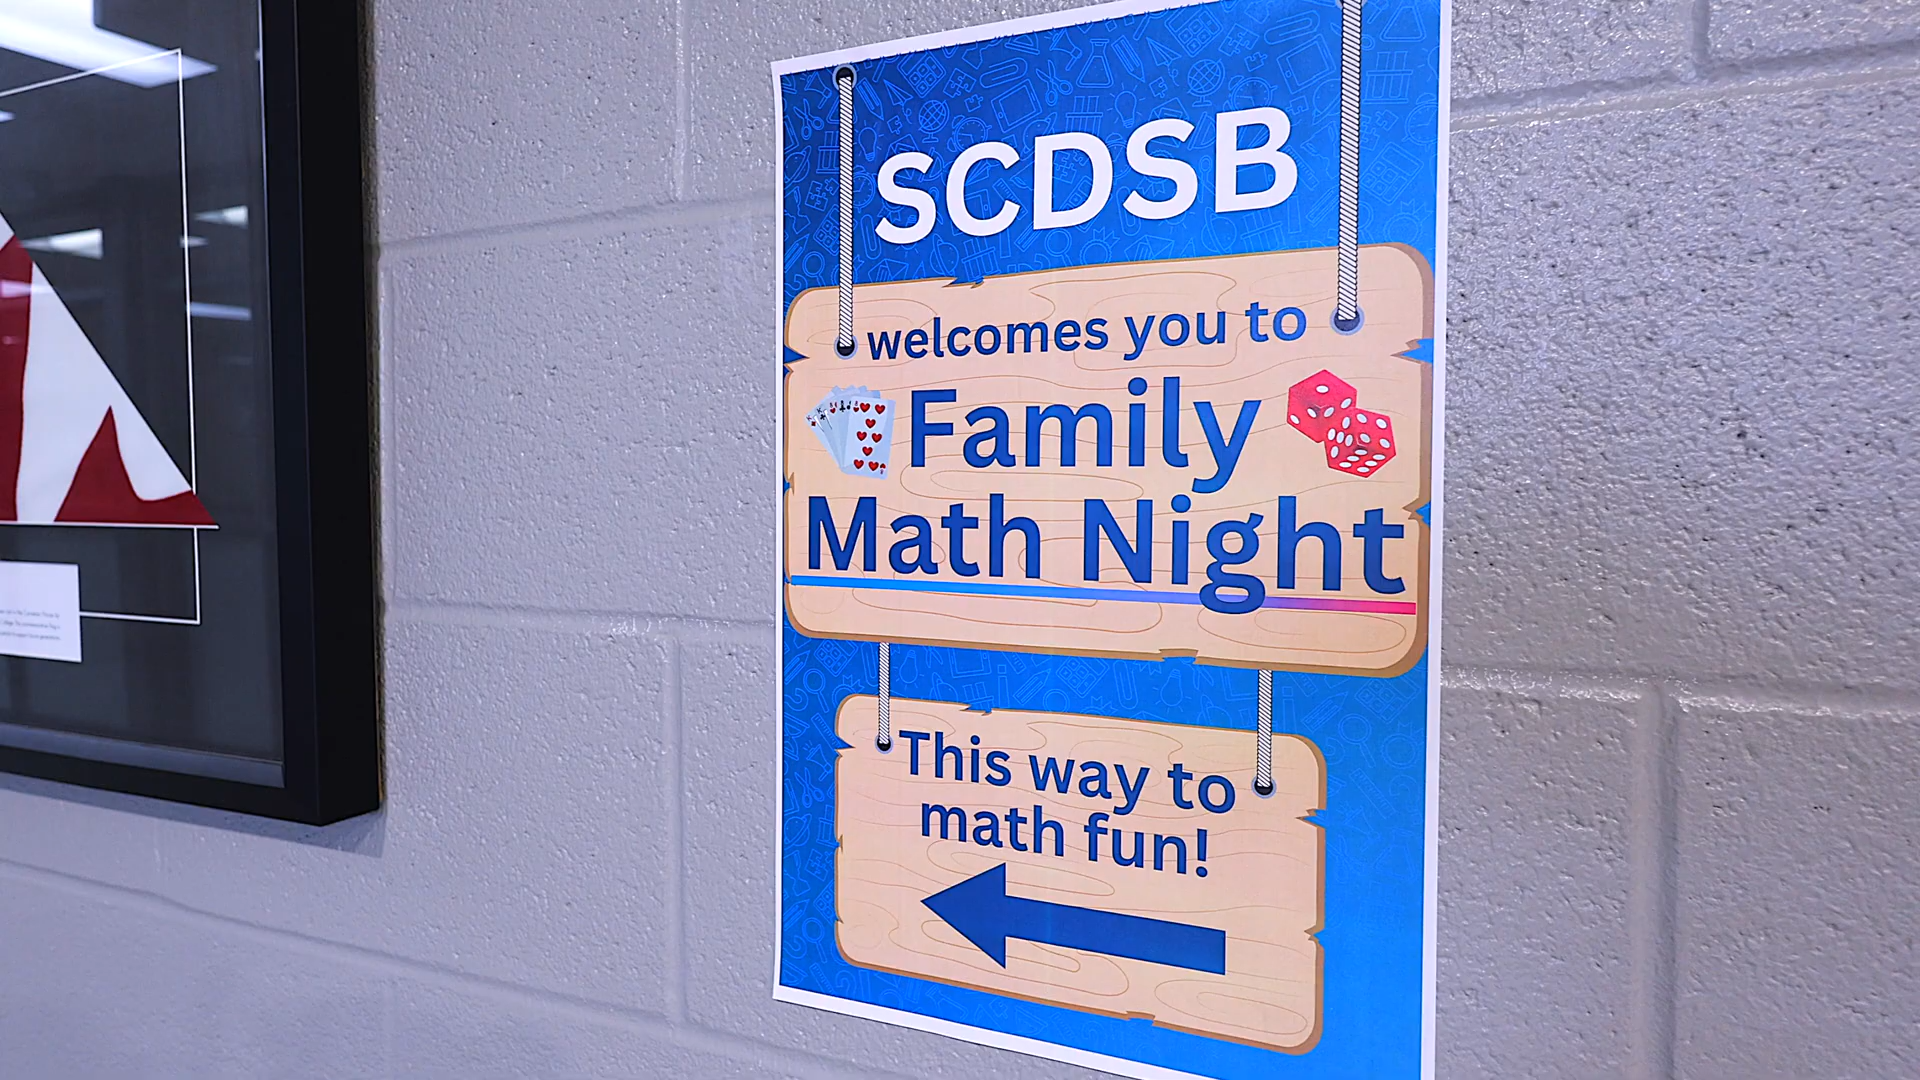 SCDSB
welcomes you to
Family
Math Night
This way to
math fun!